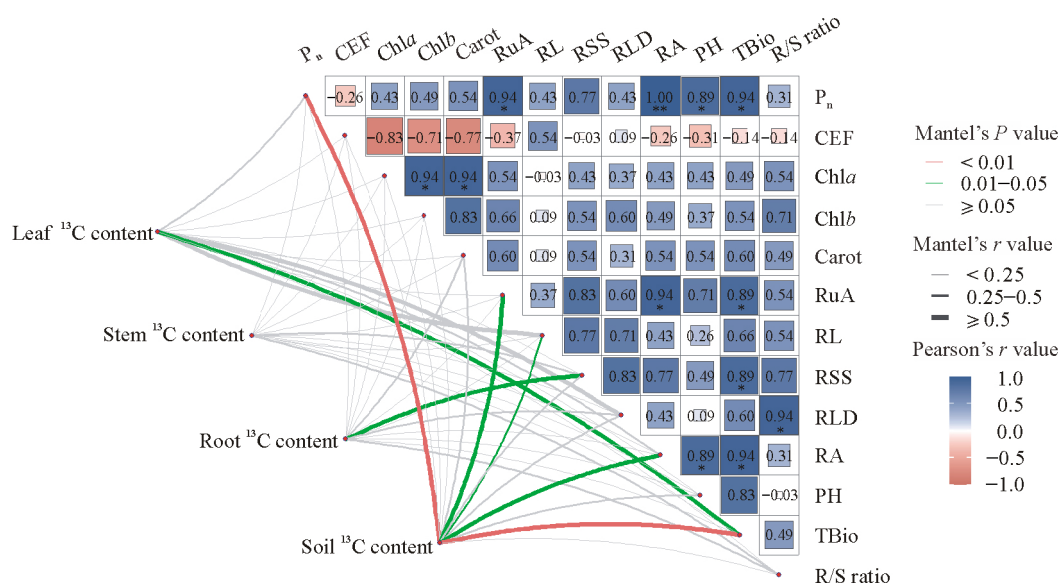 Pₙ CEF Chla Chlb Carot RuA RL RSS RLD RA PH TBio R/S ratio
−0.26 0.43 0.49 0.54 0.94 0.43 0.77 0.43 1.00 0.89 0.94 0.31 Pₙ
* ** * *
−0.83 −0.71 −0.77 −0.37 0.54 −0.03 0.09 −0.26 −0.31 −0.14 −0.14 CEF
0.94 0.94 0.54 −0.03 0.43 0.37 0.43 0.43 0.49 0.54 Chla
* *
0.83 0.66 0.09 0.54 0.60 0.49 0.37 0.54 0.71 Chlb
Leaf ¹³C content
0.60 0.09 0.54 0.31 0.54 0.54 0.60 0.49 Carot
0.37 0.83 0.60 0.94 0.71 0.89 0.54 RuA
* *
Stem ¹³C content
0.77 0.71 0.43 0.26 0.66 0.54 RL
0.83 0.77 0.49 0.89 0.77 RSS
*
0.43 0.09 0.60 0.94 RLD
*
Root ¹³C content
0.89 0.94 0.31 RA
* *
0.83 −0.03 PH
Soil ¹³C content
0.49 TBio
R/S ratio
Mantel's P value
< 0.01
0.01−0.05
⩾ 0.05
Mantel's r value
< 0.25
0.25−0.5
⩾ 0.5
Pearson's r value
1.0
0.5
0.0
−0.5
−1.0